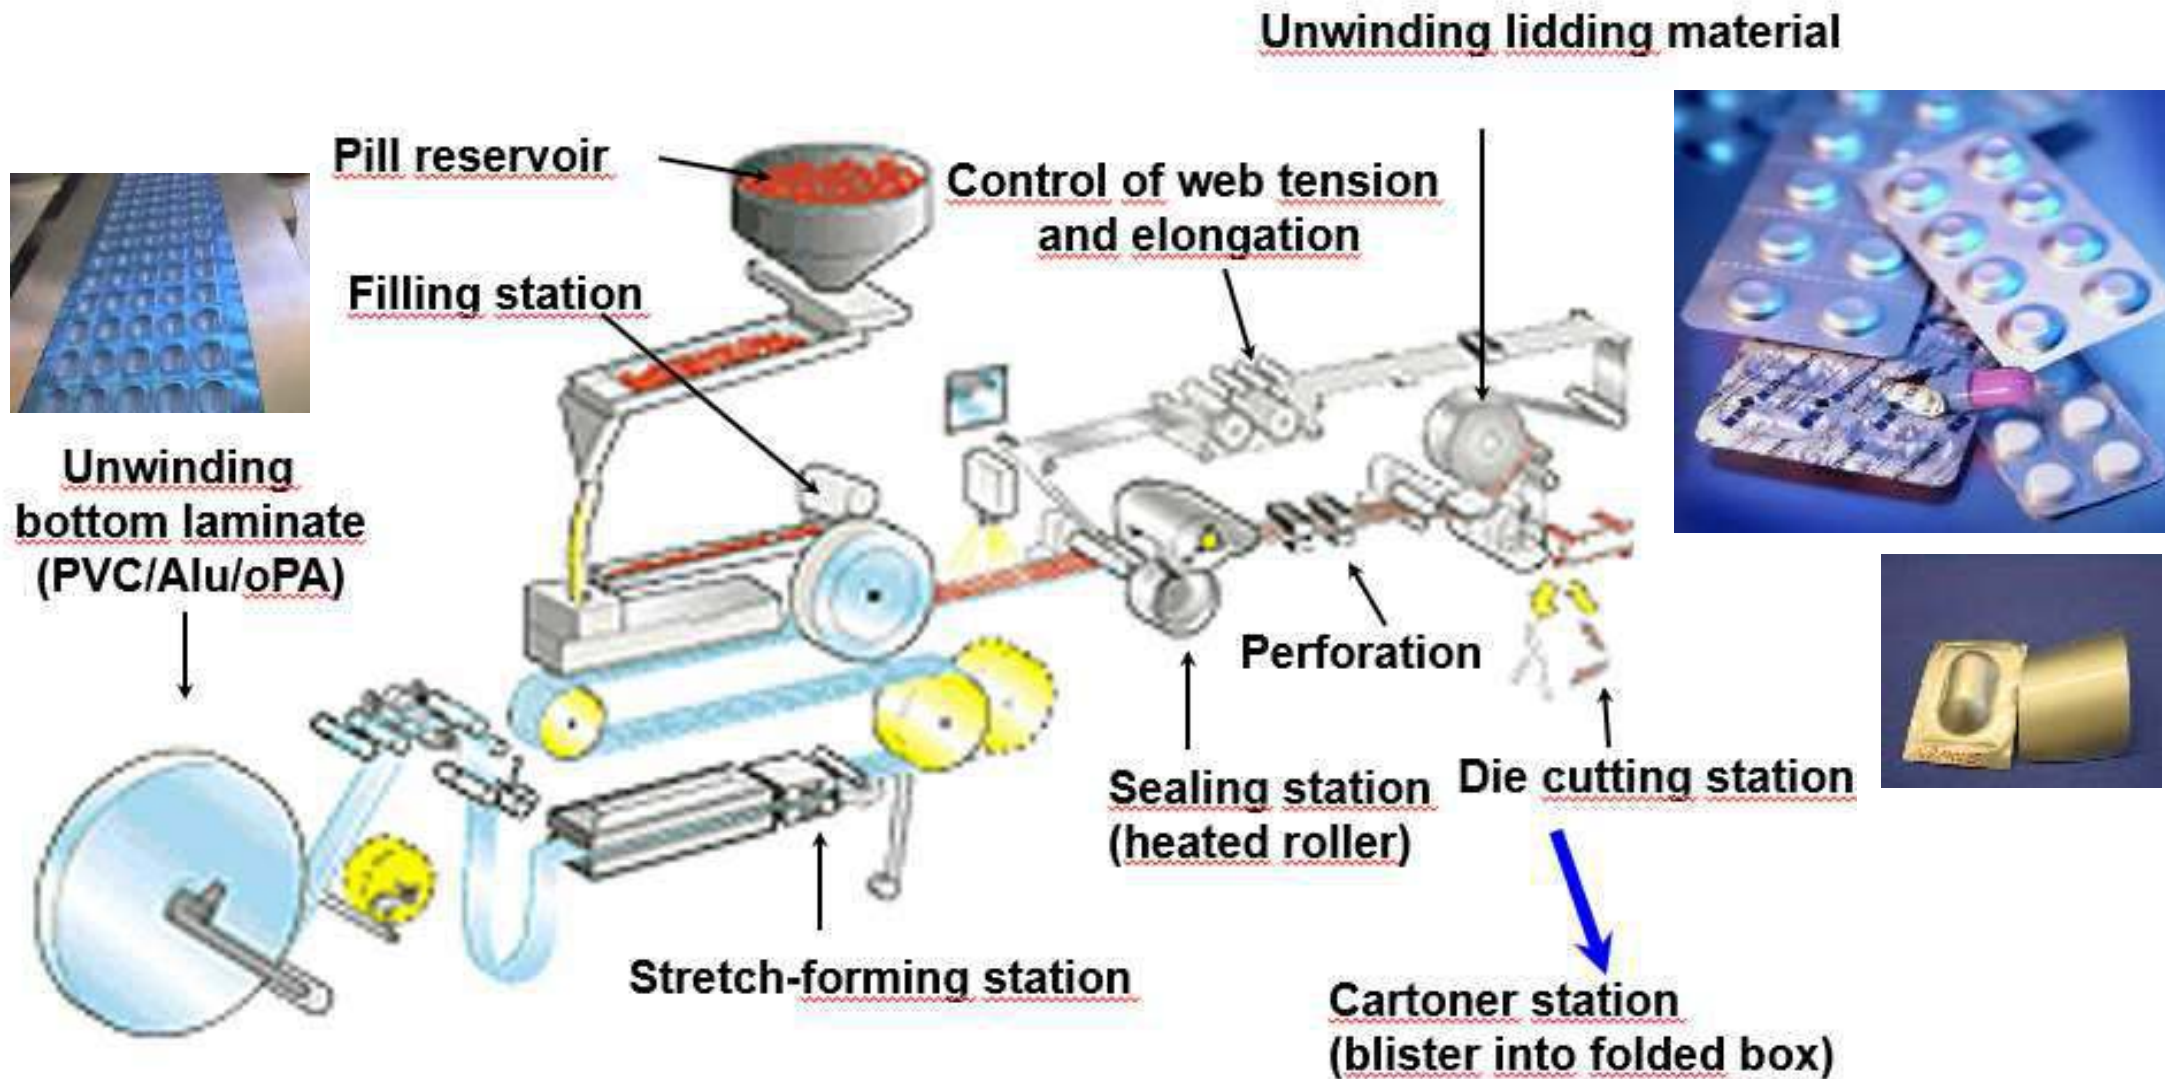 Unwinding lidding material
Pill reservoir
Control of web tension
and elongation
Filling station
Unwinding
bottom laminate
(PVC/Alu/oPA)
Perforation
Sealing station
(heated roller)
Die cutting station
Stretch-forming station
Cartoner station
(blister into folded box)